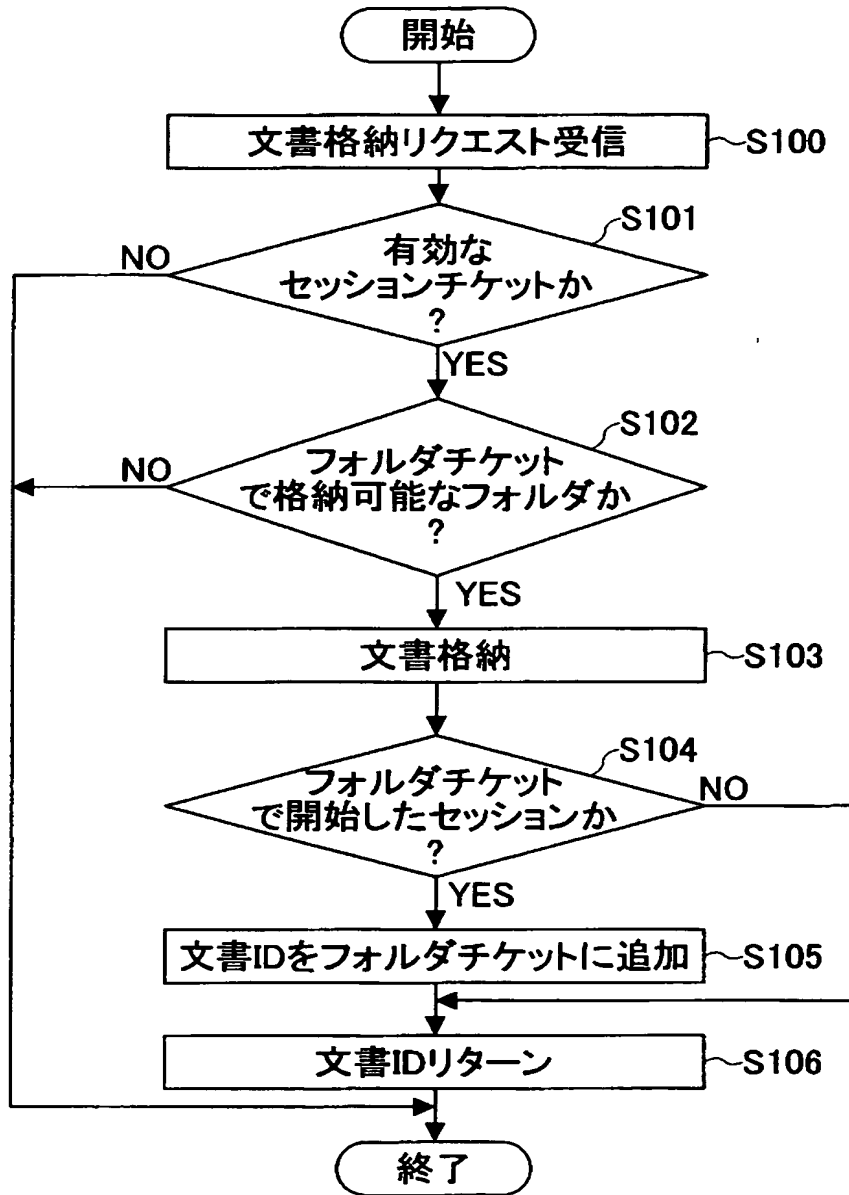 開始
文書格納リクエスト受信
S100
S101
有効な
セッションチケットか
?
NO
YES
S102
フォルダチケット
で格納可能なフォルダか
?
NO
YES
文書格納
S103
S104
フォルダチケット
で開始したセッションか
?
NO
YES
文書IDをフォルダチケットに追加
S105
文書IDリターン
S106
終了